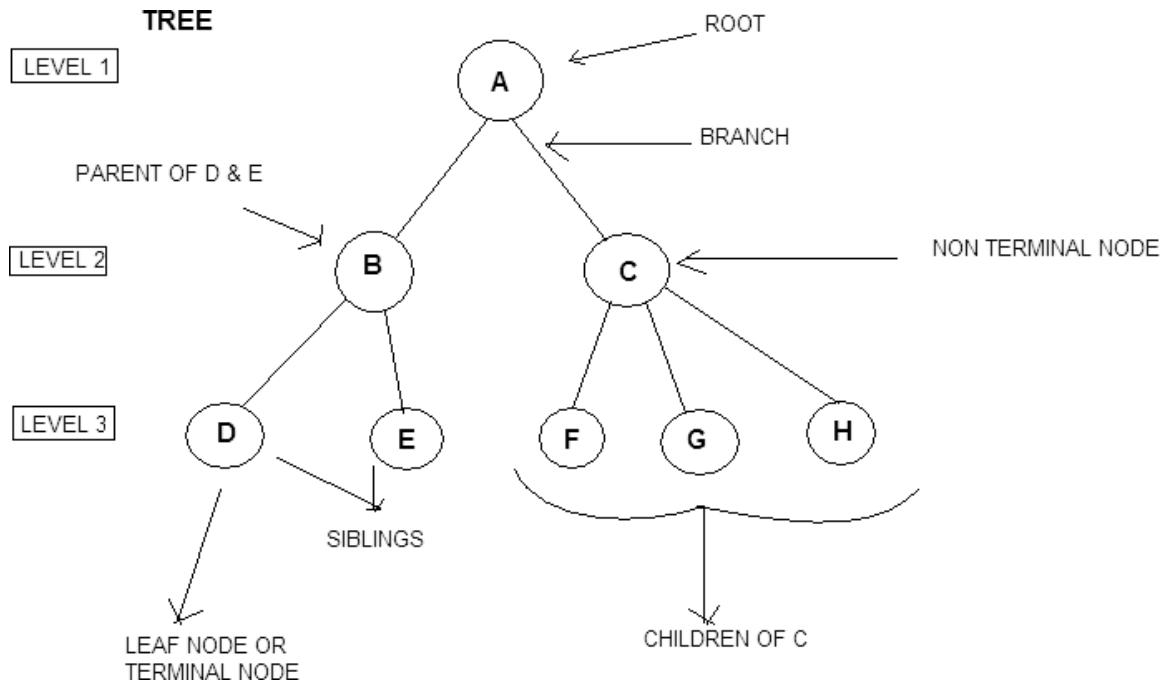 TREE
ROOT
LEVEL 1
A
BRANCH
PARENT OF D & E
LEVEL 2
B
C
NON TERMINAL NODE
LEVEL 3
D
E
F
G
H
SIBLINGS
LEAF NODE OR
TERMINAL NODE
CHILDREN OF C